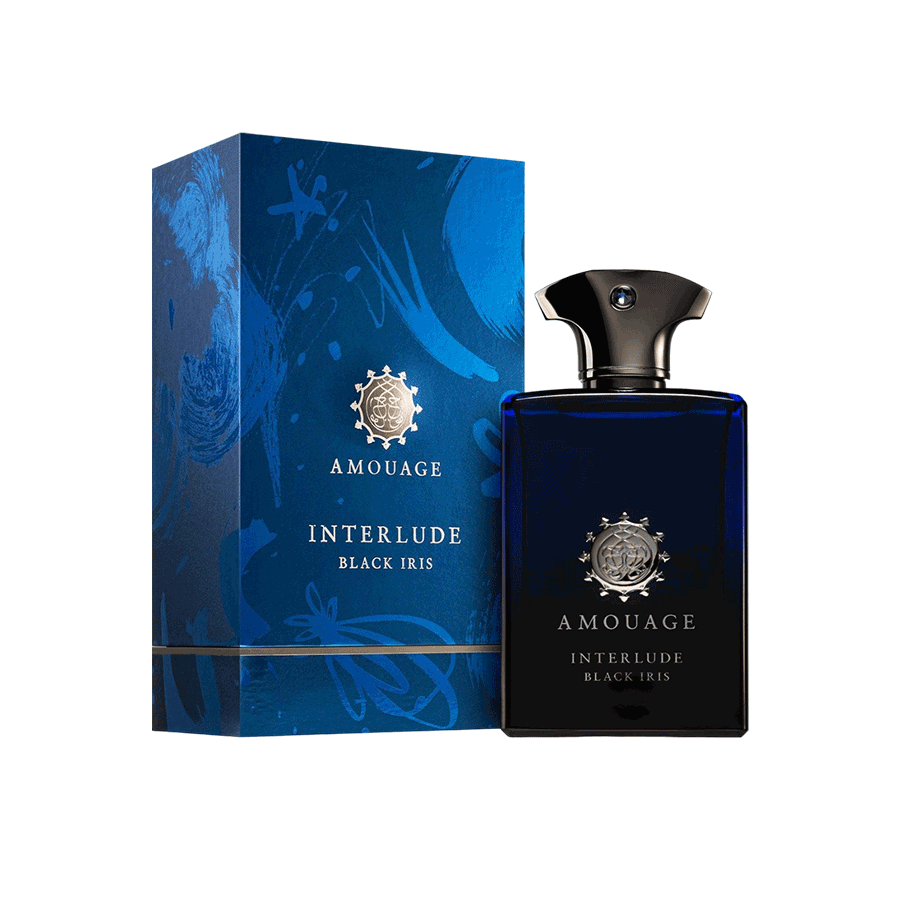 AMOUAGE
INTERLUDE
BLACK IRIS
AMOUAGE
INTERLUDE
BLACK IRIS